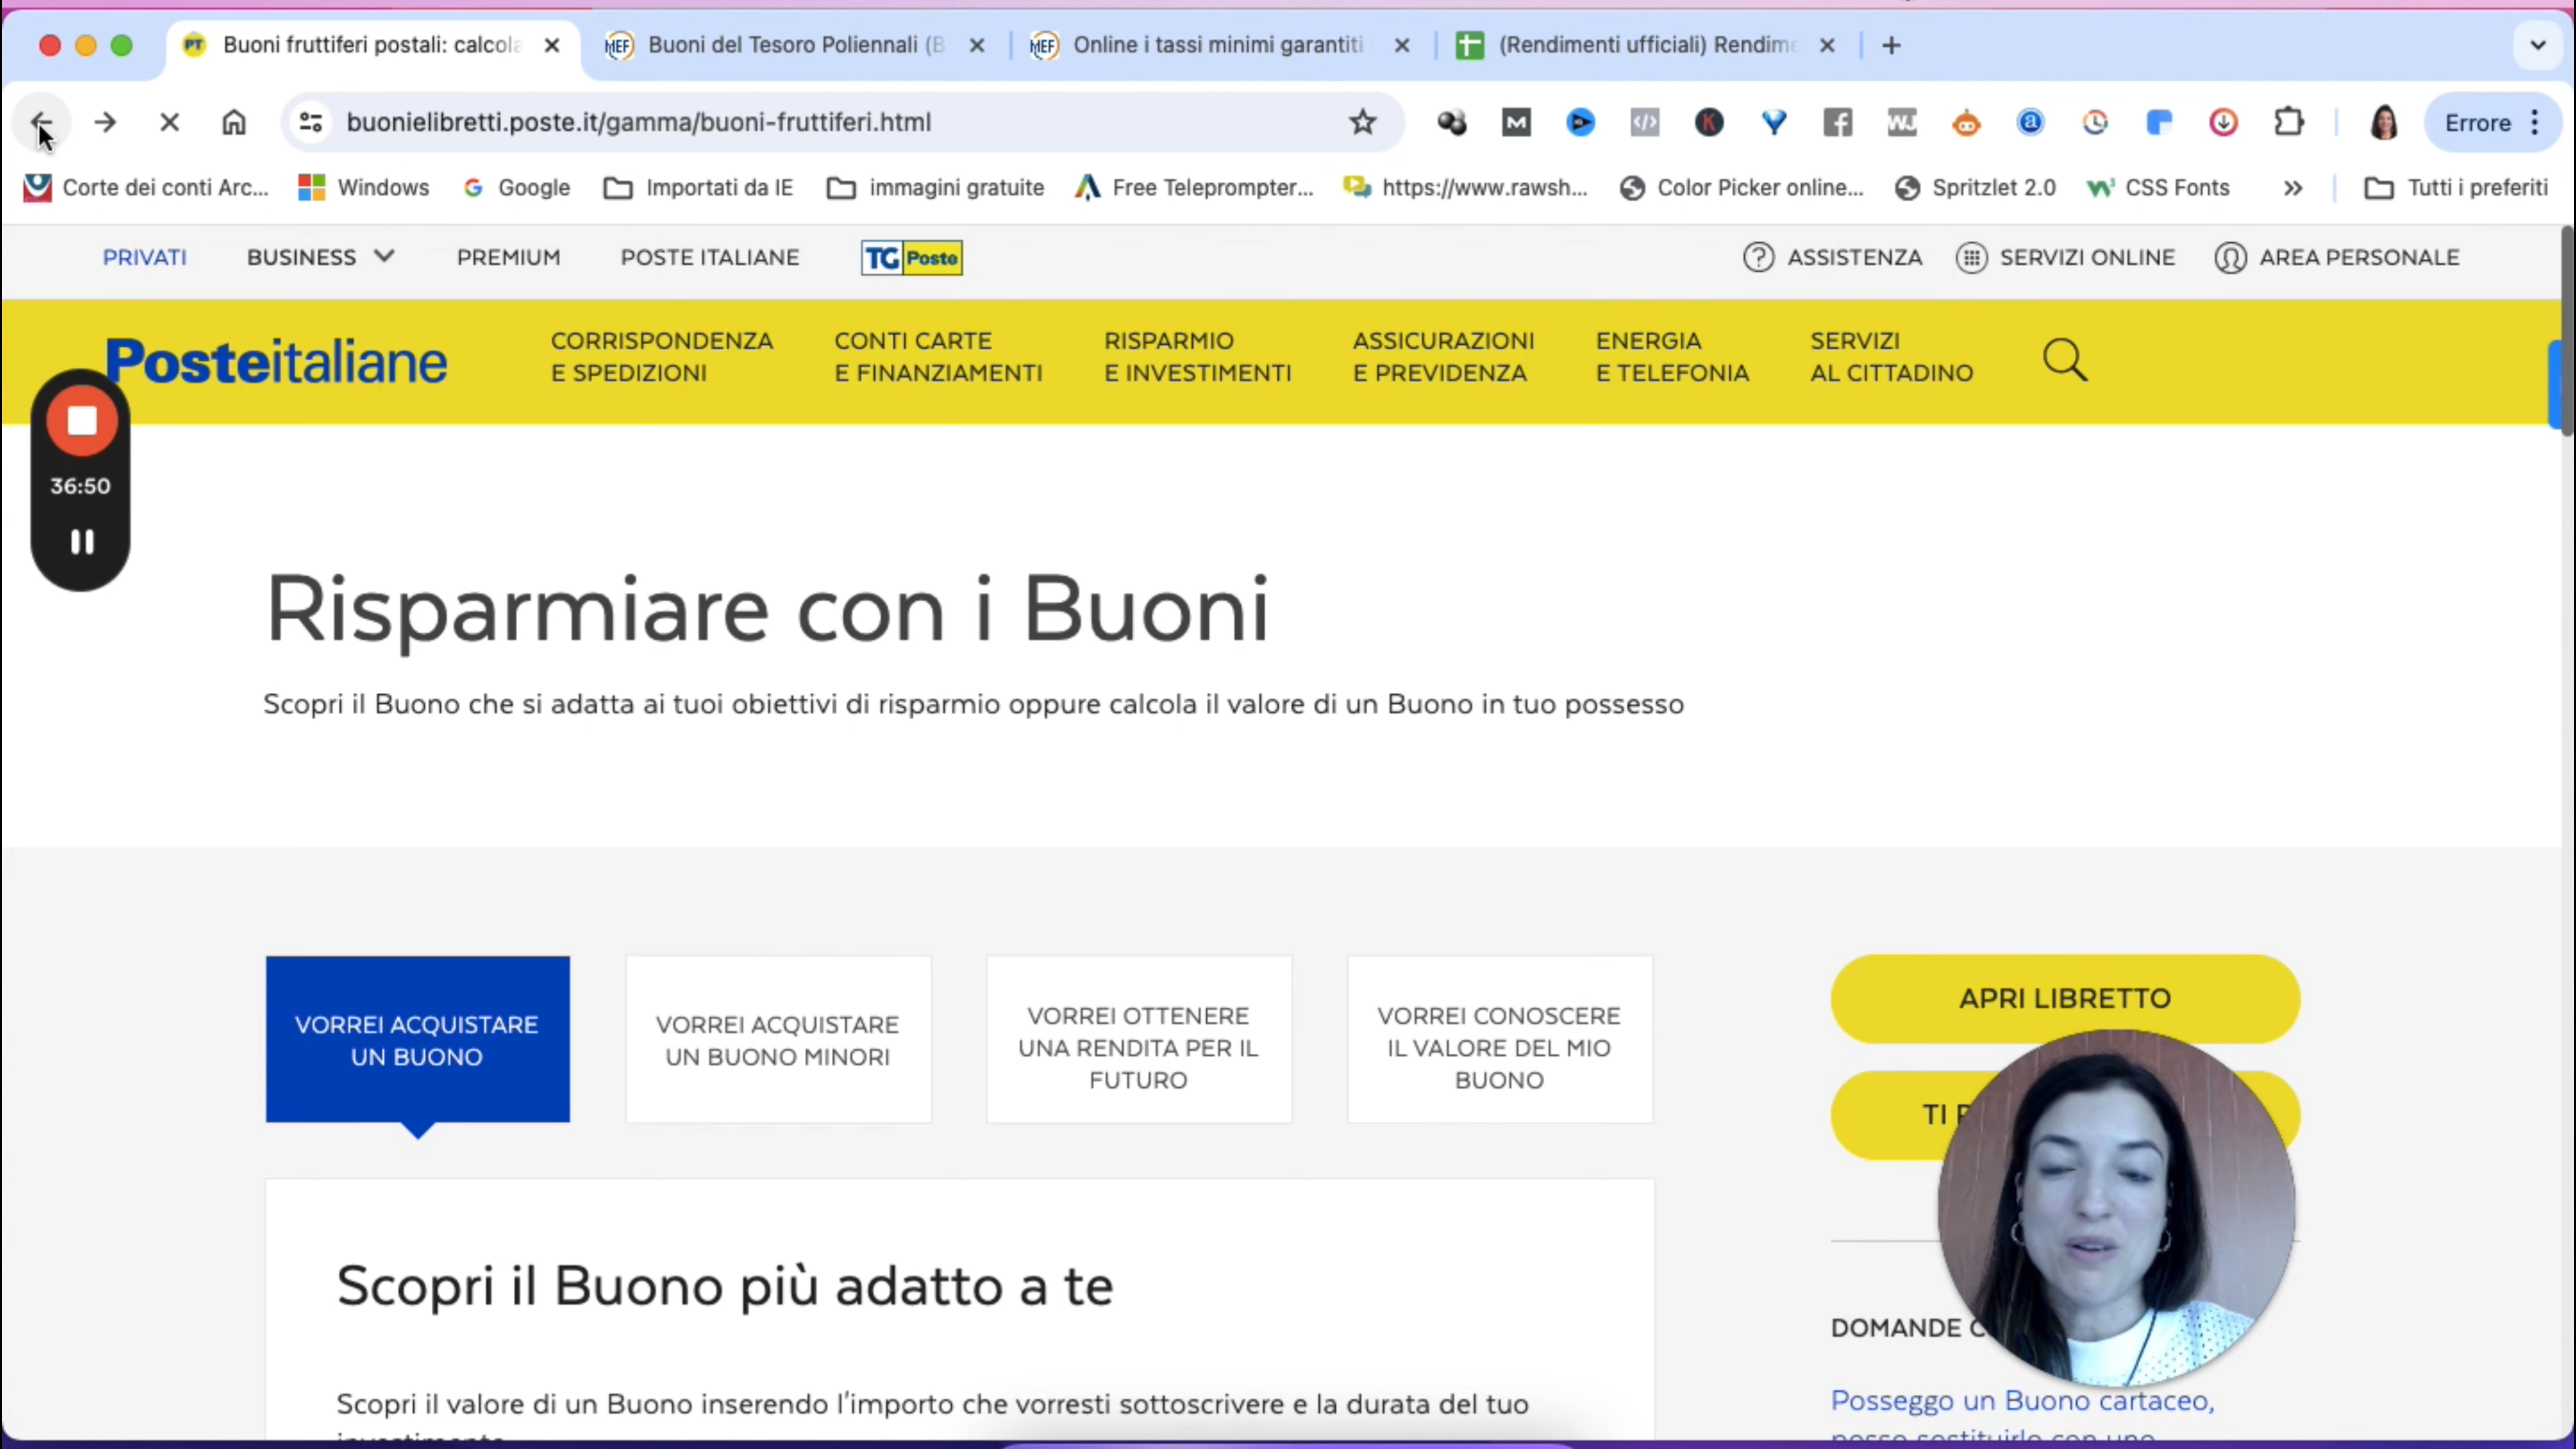 Buoni fruttiferi postali: calcola
Buoni del Tesoro Poliennali (B
Online i tassi minimi garantiti
(Rendimenti ufficiali) Rendime
buonielibretti.poste.it/gamma/buoni-fruttiferi.html
Errore
Corte dei conti Arc...
Windows
Google
Importati da IE
immagini gratuite
Free Teleprompter...
https://www.rawsh...
Color Picker online...
Spritzlet 2.0
CSS Fonts
Tutti i preferiti
PRIVATI
BUSINESS
PREMIUM
POSTE ITALIANE
TG Poste
ASSISTENZA
SERVIZI ONLINE
AREA PERSONALE
Posteitaliane
CORRISPONDENZA
E SPEDIZIONI
CONTI CARTE
E FINANZIAMENTI
RISPARMIO
E INVESTIMENTI
ASSICURAZIONI
E PREVIDENZA
ENERGIA
E TELEFONIA
SERVIZI
AL CITTADINO
36:50
Risparmiare con i Buoni
Scopri il Buono che si adatta ai tuoi obiettivi di risparmio oppure calcola il valore di un Buono in tuo possesso
VORREI ACQUISTARE
UN BUONO
VORREI ACQUISTARE
UN BUONO MINORI
VORREI OTTENERE
UNA RENDITA PER IL
FUTURO
VORREI CONOSCERE
IL VALORE DEL MIO
BUONO
APRI LIBRETTO
TI
Scopri il Buono più adatto a te
Scopri il valore di un Buono inserendo l'importo che vorresti sottoscrivere e la durata del tuo
DOMANDE
Posseggo un Buono cartaceo,